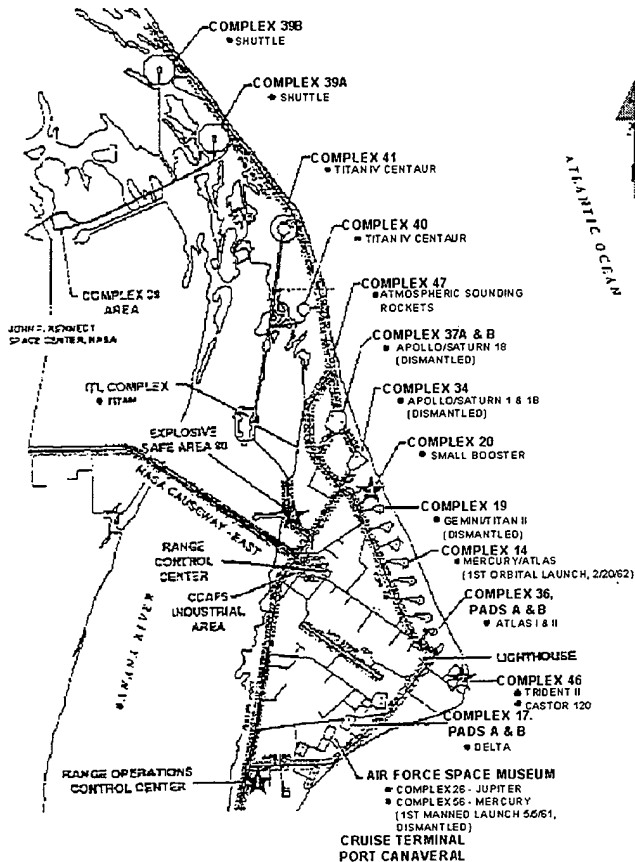 COMPLEX 39B
• SHUTTLE
COMPLEX 39A
• SHUTTLE
COMPLEX 41
• TITAN IV CENTAUR
COMPLEX 40
• TITAN IV CENTAUR
ATLANTIC OCEAN
COMPLEX 39
AREA
JOHN F. KENNEDY
SPACE CENTER, NASA
COMPLEX 47
• ATMOSPHERIC SOUNDING
ROCKETS
COMPLEX 37A & B
• APOLLO/SATURN 1B
(DISMANTLED)
ITL COMPLEX
• TITAN
COMPLEX 34
• APOLLO/SATURN 1 & 1B
(DISMANTLED)
EXPLOSIVE
SAFE AREA 60
COMPLEX 20
• SMALL BOOSTER
NASA CAUSEWAY - EAST
COMPLEX 19
• GEMINI/TITAN II
(DISMANTLED)
RANGE
CONTROL
CENTER
COMPLEX 14
• MERCURY/ATLAS
(1ST ORBITAL LAUNCH, 2/20/62)
CCAFS
INDUSTRIAL
AREA
COMPLEX 36,
PADS A & B
• ATLAS I & II
BANANA RIVER
LIGHTHOUSE
COMPLEX 46
• TRIDENT II
• CASTOR 120
COMPLEX 17,
PADS A & B
• DELTA
RANGE OPERATIONS
CONTROL CENTER
AIR FORCE SPACE MUSEUM
• COMPLEX 26 - JUPITER
• COMPLEX 56 - MERCURY
(1ST MANNED LAUNCH 5/5/61,
DISMANTLED)
CRUISE TERMINAL
PORT CANAVERAL